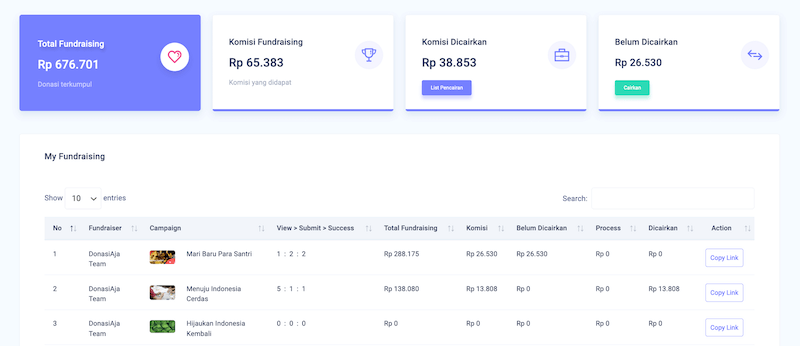 Total Fundraising
Rp 676.701
Donasi terkumpul
Komisi Fundraising
Rp 65.383
Komisi yang didapat
Komisi Dicairkan
Rp 38.853
List Pencairan
Belum Dicairkan
Rp 26.530
Cairkan
My Fundraising
Show 10 entries
Search:
No Fundraiser Campaign View > Submit > Success Total Fundraising Komisi Belum Dicairkan Process Dicairkan Action
1 DonasiAja Team Mari Baru Para Santri 1 : 2 : 2 Rp 288.175 Rp 26.530 Rp 26.530 Rp 0 Rp 0 Copy Link
2 DonasiAja Team Menuju Indonesia Cerdas 5 : 1 : 1 Rp 138.080 Rp 13.808 Rp 0 Rp 0 Rp 13.808 Copy Link
3 DonasiAja Team Hijaukan Indonesia Kembali 0 : 0 : 0 Rp 0 Rp 0 Rp 0 Rp 0 Rp 0 Copy Link